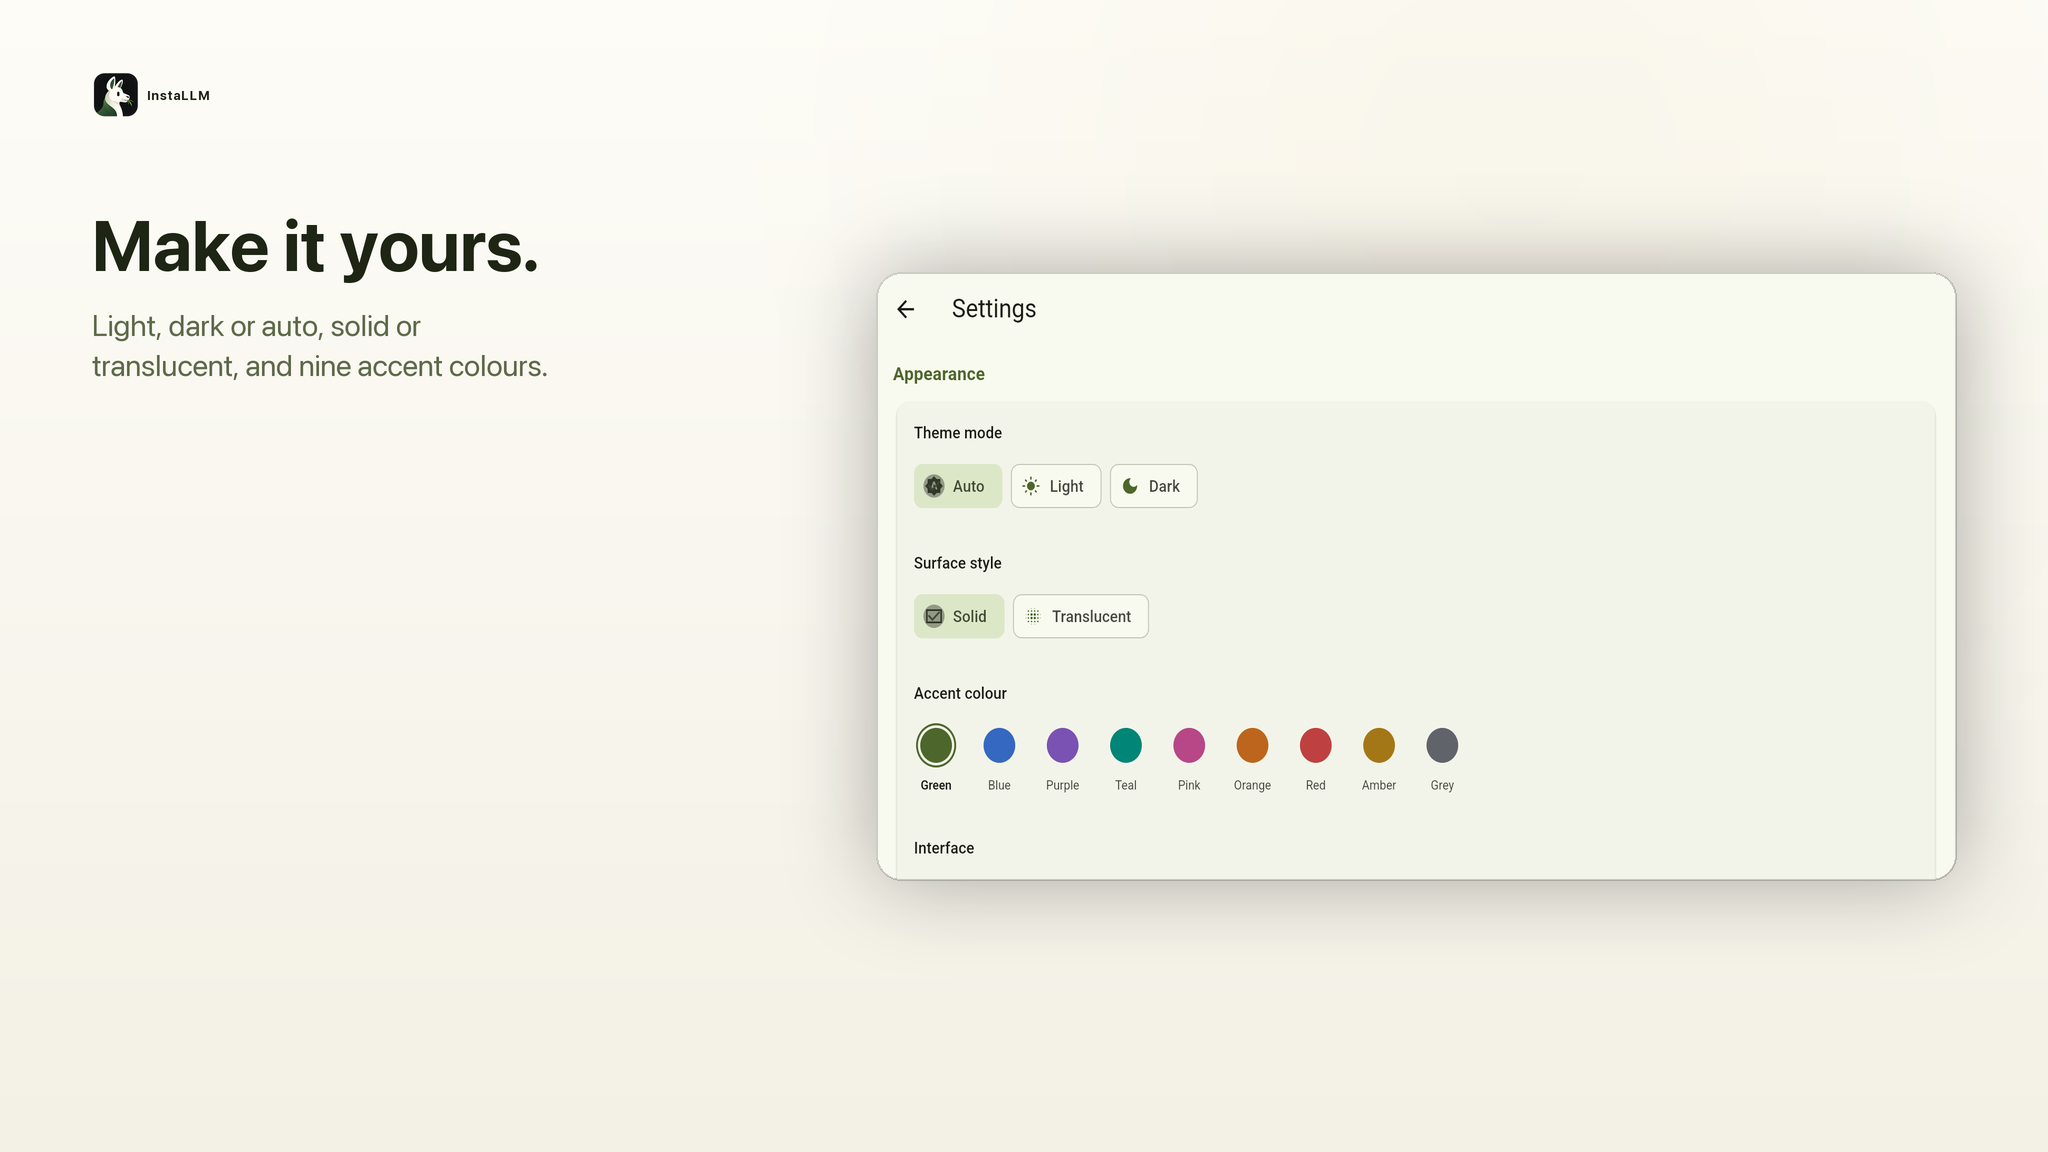 InstaLLM
Make it yours.
Light, dark or auto, solid or
translucent, and nine accent colours.
Settings
Appearance
Theme mode
Auto
Light
Dark
Surface style
Solid
Translucent
Accent colour
Green
Blue
Purple
Teal
Pink
Orange
Red
Amber
Grey
Interface